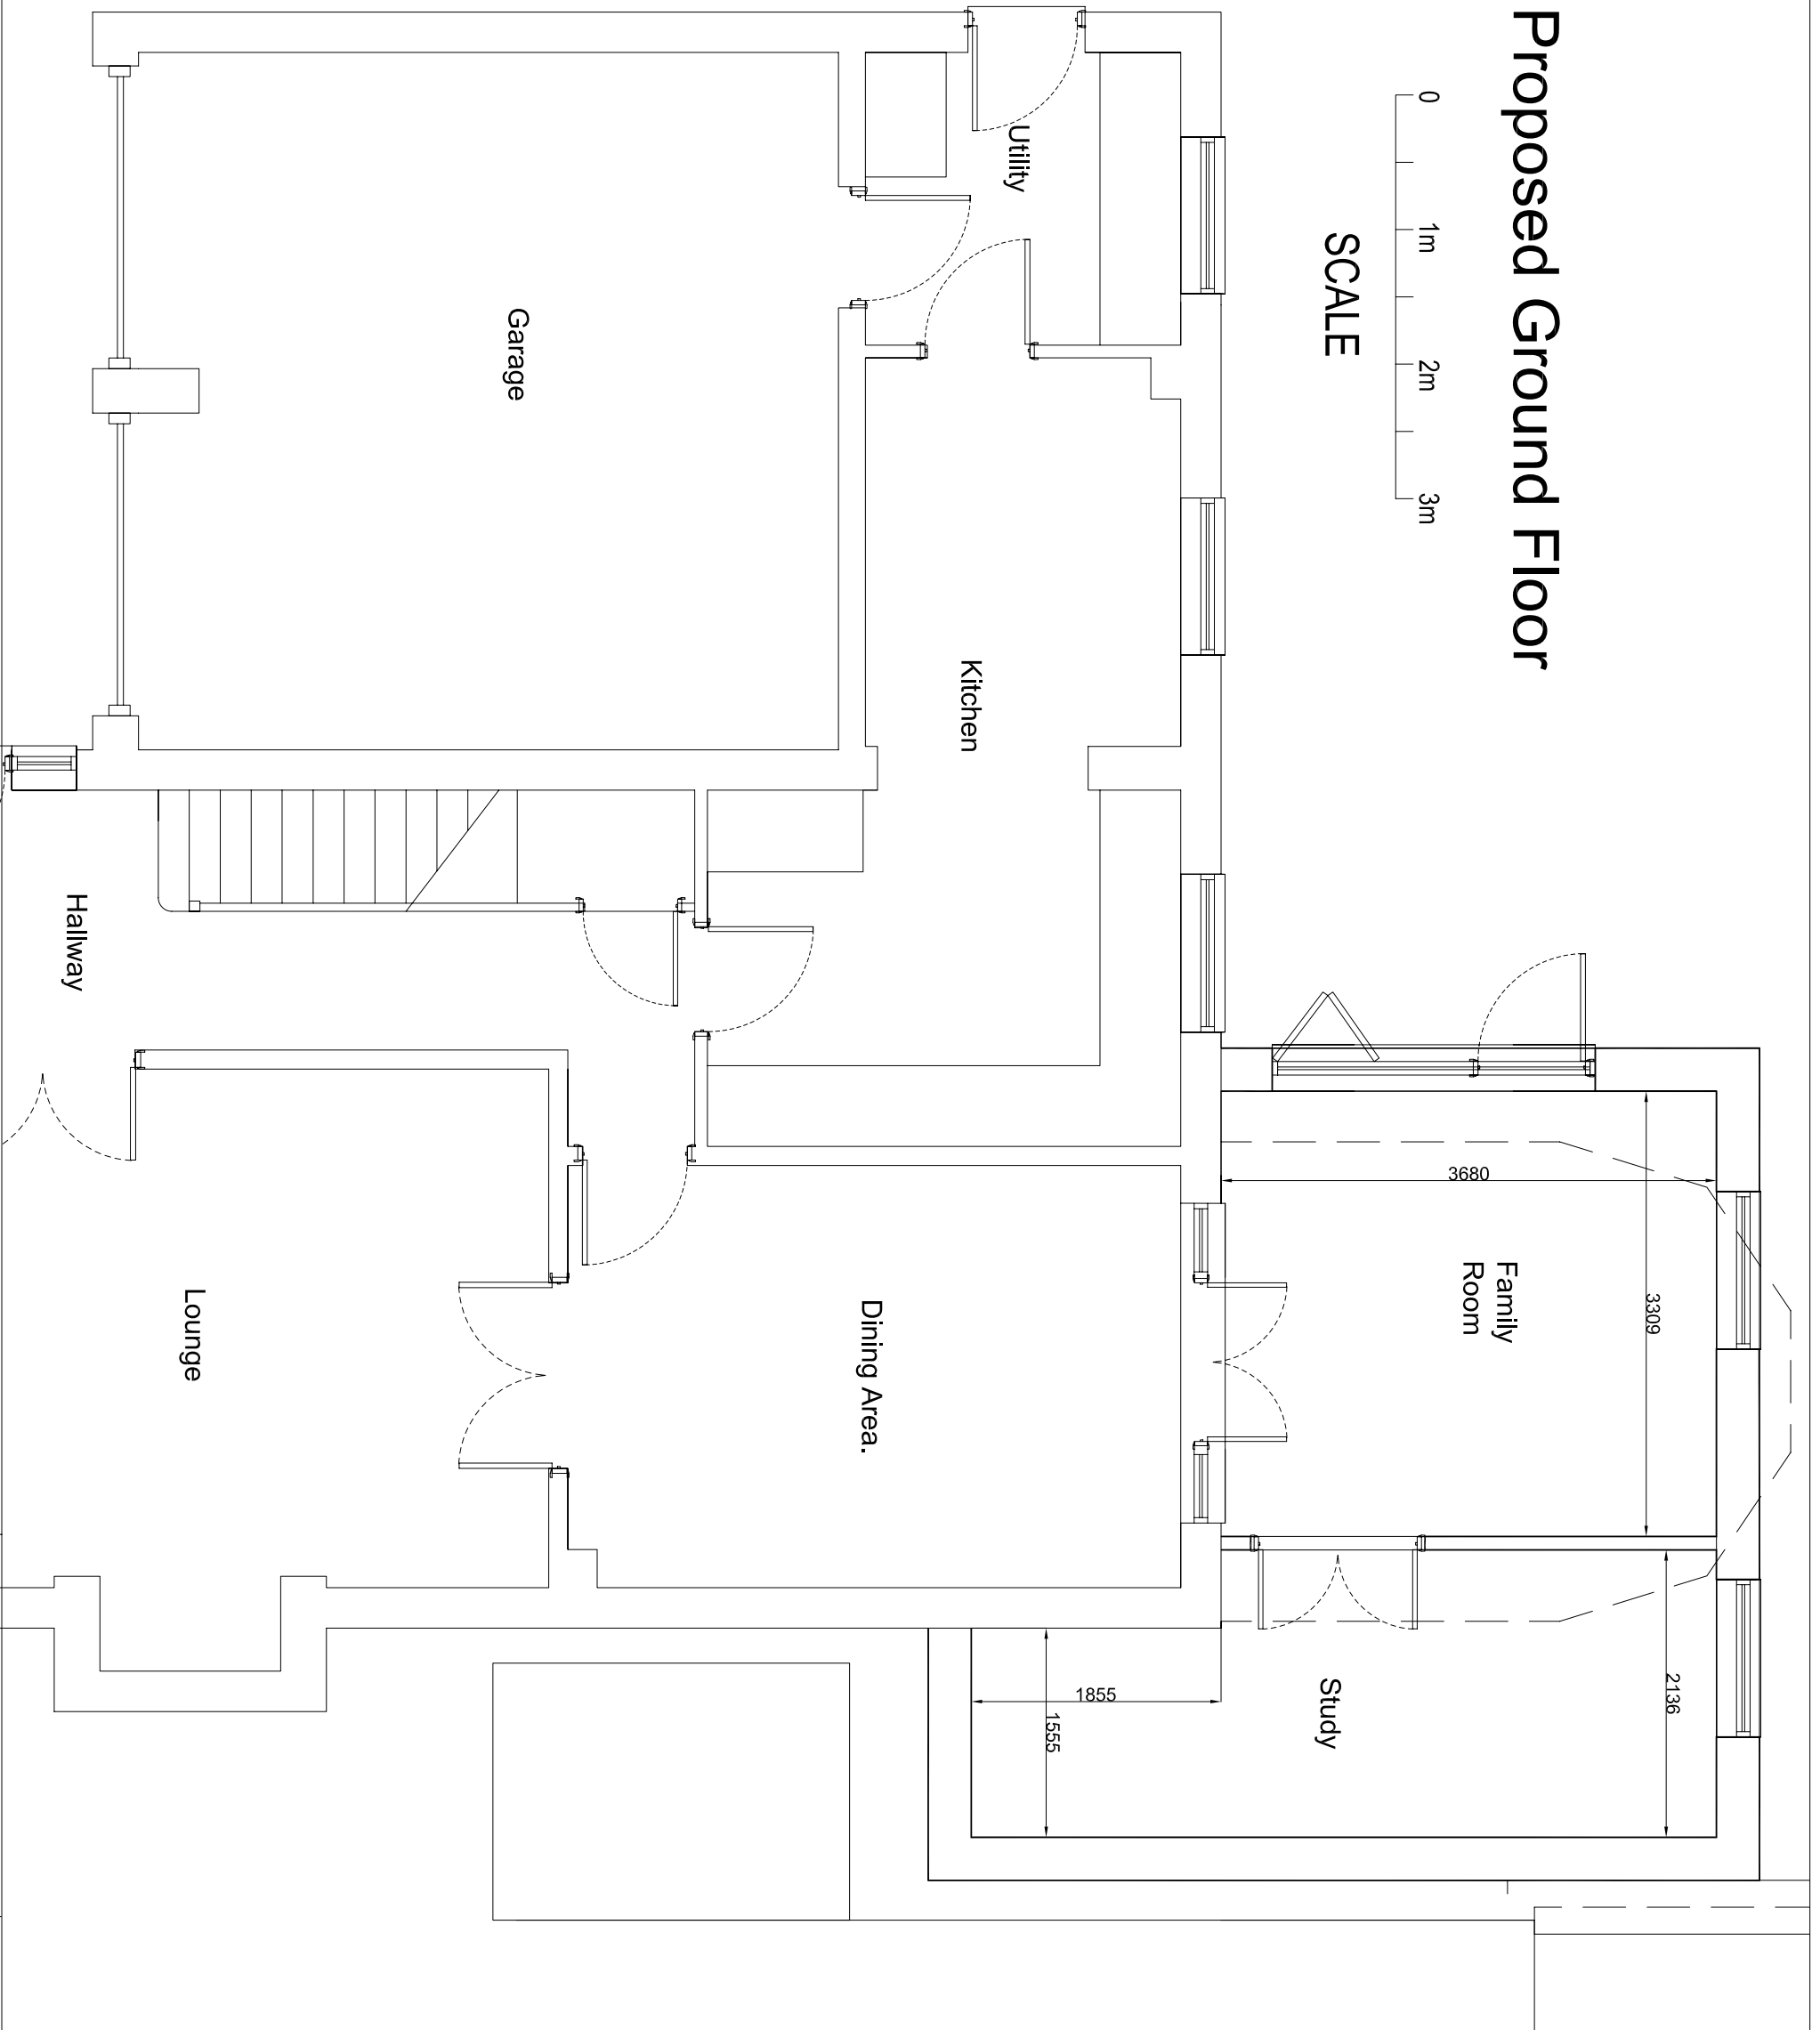 Proposed Ground Floor
0 1m 2m 3m
SCALE
Family
Room
3680
3309
2136
Study
1855
1555
Utility
Kitchen
Dining Area.
Garage
Lounge
Hallway